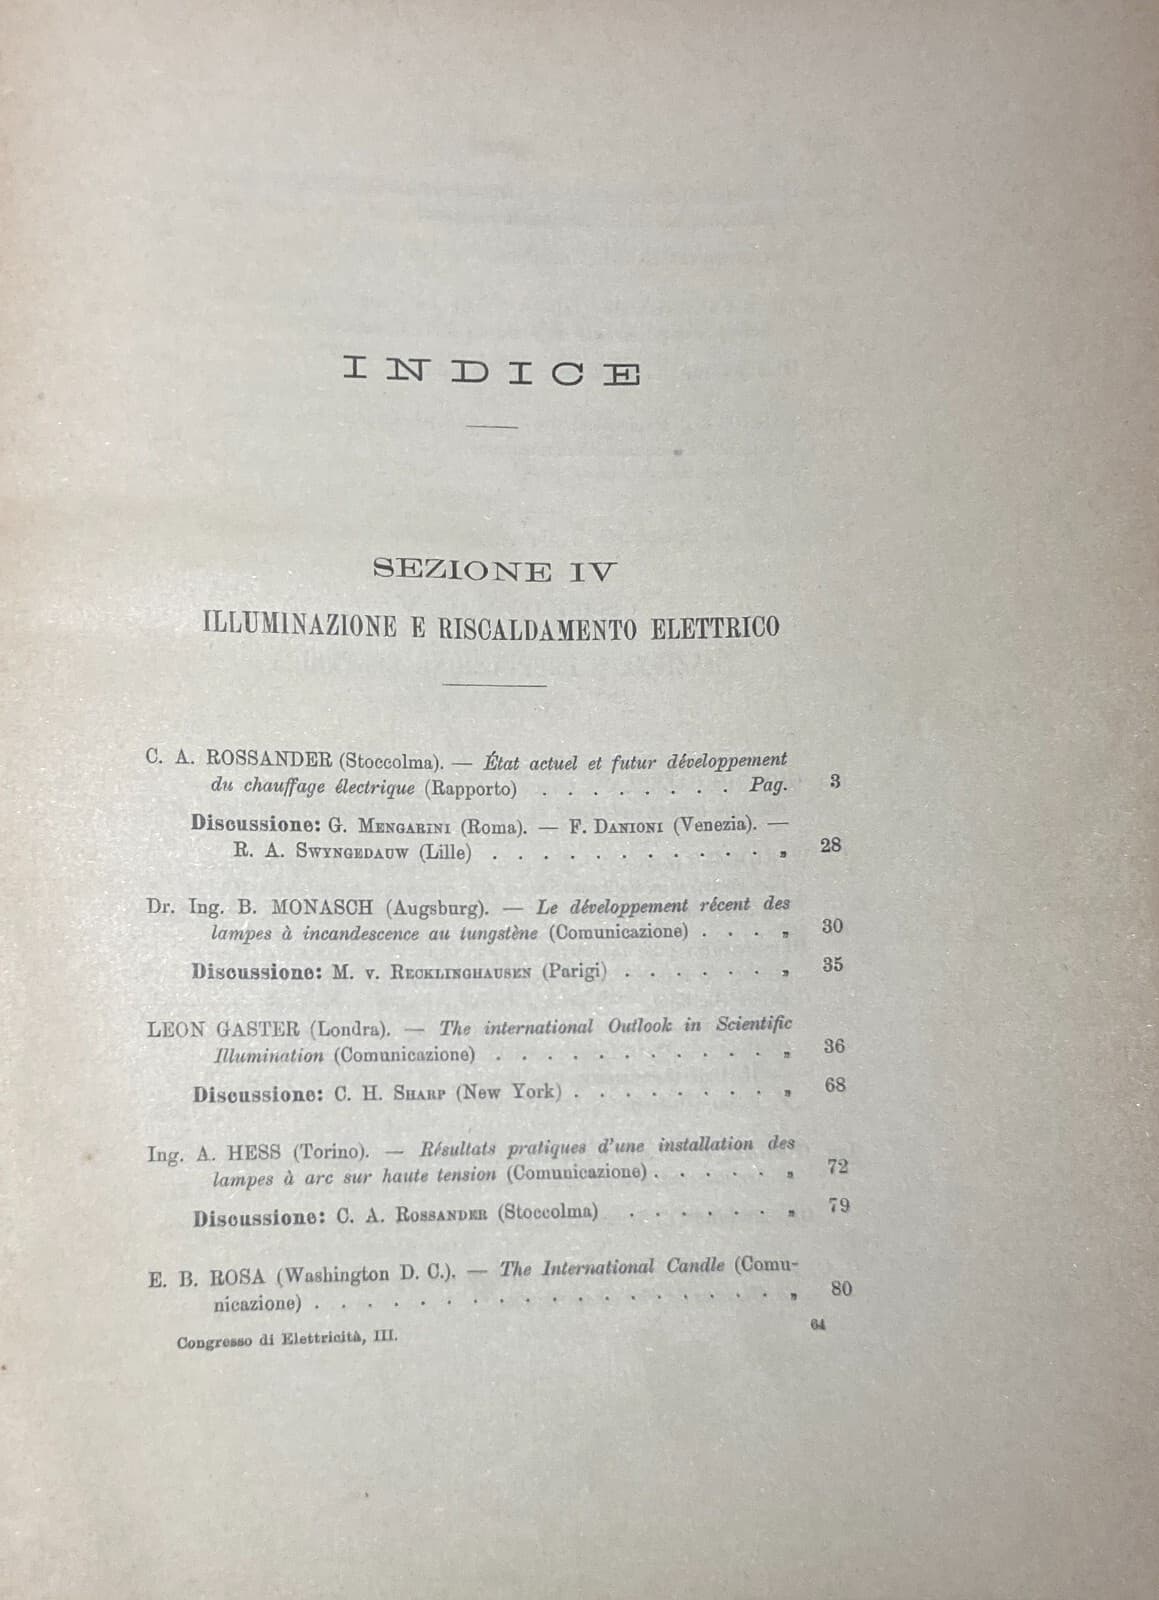 INDICE
SEZIONE IV
ILLUMINAZIONE E RISCALDAMENTO ELETTRICO
C. A. ROSSANDER (Stoccolma). — État actuel et futur développement
du chauffage électrique (Rapporto) . . . . . . . . Pag. 3
Discussione: G. MENGARINI (Roma). — F. DANIONI (Venezia). —
R. A. SWYNGEDAUW (Lille) . . . . . . . . . . . „ 28
Dr. Ing. B. MONASCH (Augsburg). — Le développement récent des
lampes à incandescence au tungstène (Comunicazione) . . . „ 30
Discussione: M. v. RECKLINGHAUSEN (Parigi) . . . . . . „ 35
LEON GASTER (Londra). — The international Outlook in Scientific
Illumination (Comunicazione) . . . . . . . . . . . „ 36
Discussione: C. H. SHARP (New York) . . . . . . . . „ 68
Ing. A. HESS (Torino). — Résultats pratiques d'une installation des
lampes à arc sur haute tension (Comunicazione) . . . . . „ 72
Discussione: C. A. ROSSANDER (Stoccolma) . . . . . . „ 79
E. B. ROSA (Washington D. C.). — The International Candle (Comu-
nicazione) . . . . . . . . . . . . . . . . . . „ 80
Congresso di Elettricità, III. 64